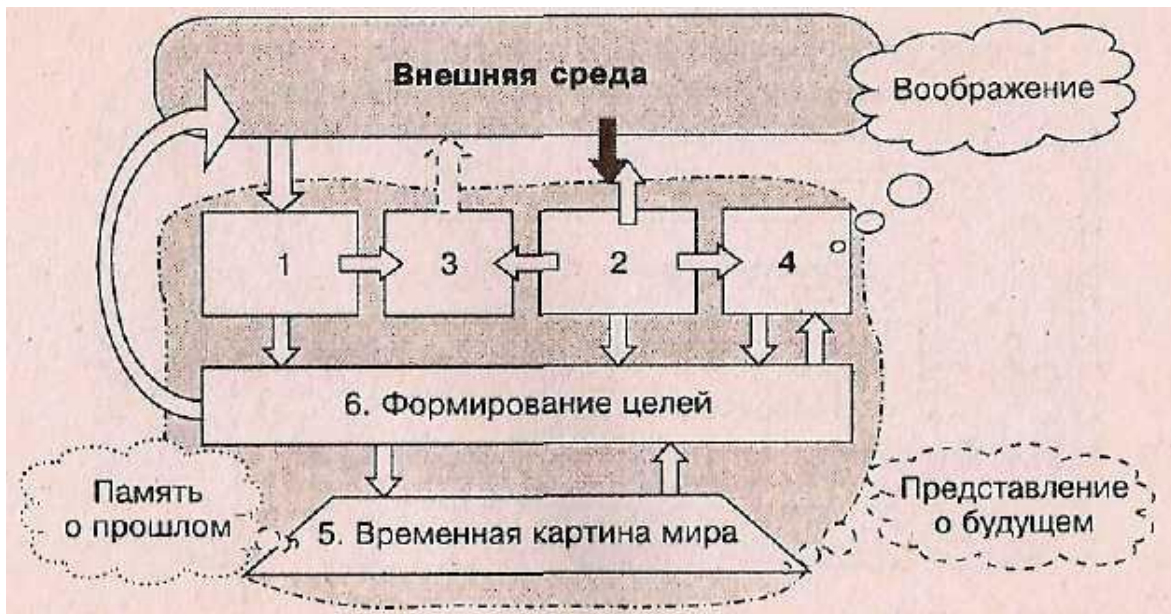 Внешняя среда
Воображение
1
3
2
4
6. Формирование целей
Память
о прошлом
5. Временная картина мира
Представление
о будущем